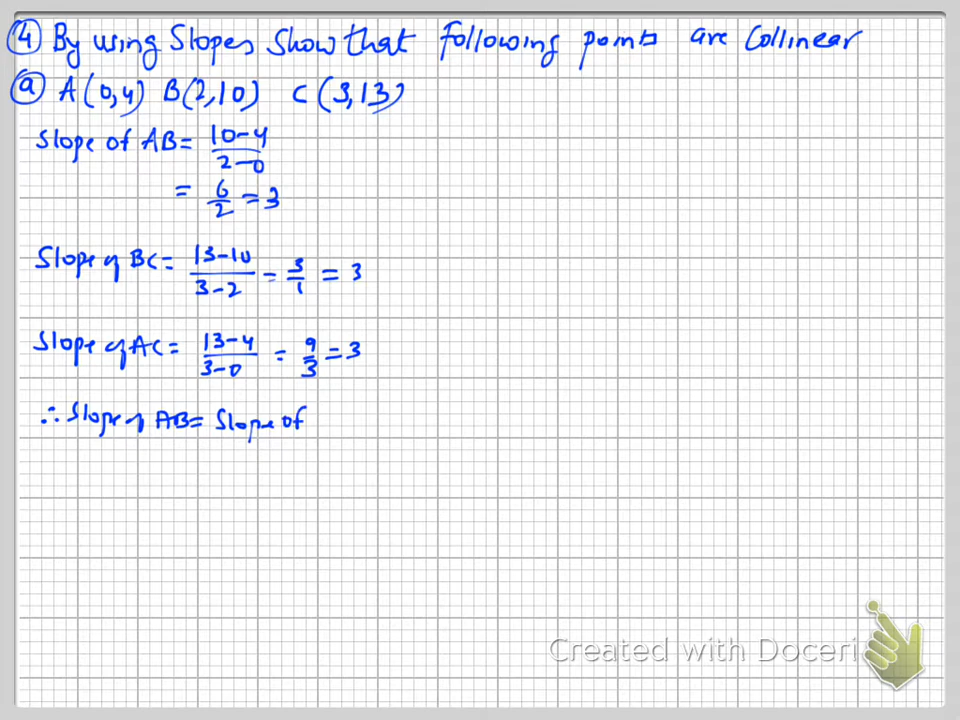 ④ By using Slopes Show that following points are Collinear
ⓐ A(0,4) B(2,10) C(3,13)
Slope of AB = 10-4
2-0
= 6/2 = 3
Slope of BC = 13-10 / 3-2 = 3/1 = 3
Slope of AC = 13-4 / 3-0 = 9/3 = 3
∴ Slope of AB = Slope of
Created with Doceri